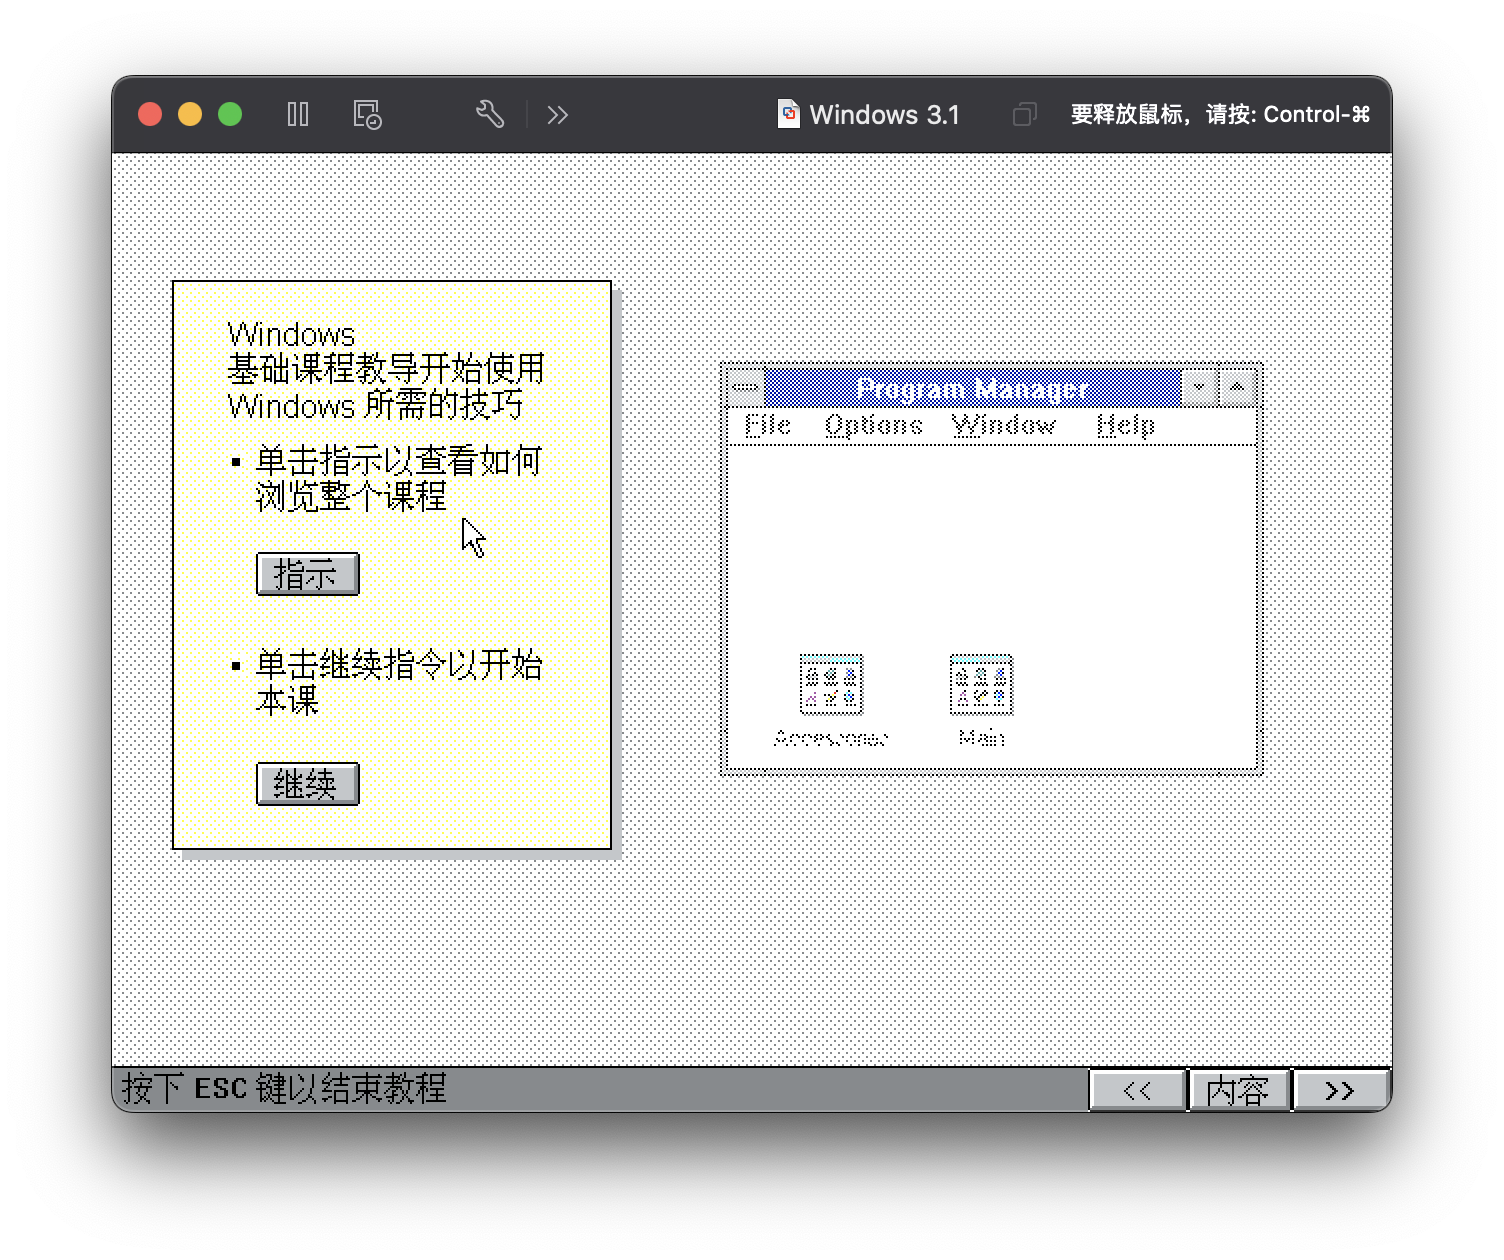 Windows 3.1
要释放鼠标，请按: Control-⌘
Windows
基础课程教导开始使用
Windows 所需的技巧
▪ 单击指示以查看如何
浏览整个课程
指示
▪ 单击继续指令以开始
本课
继续
Program Manager
File Options Window Help
Accessories Main
按下 ESC 键以结束教程
<< 内容 >>